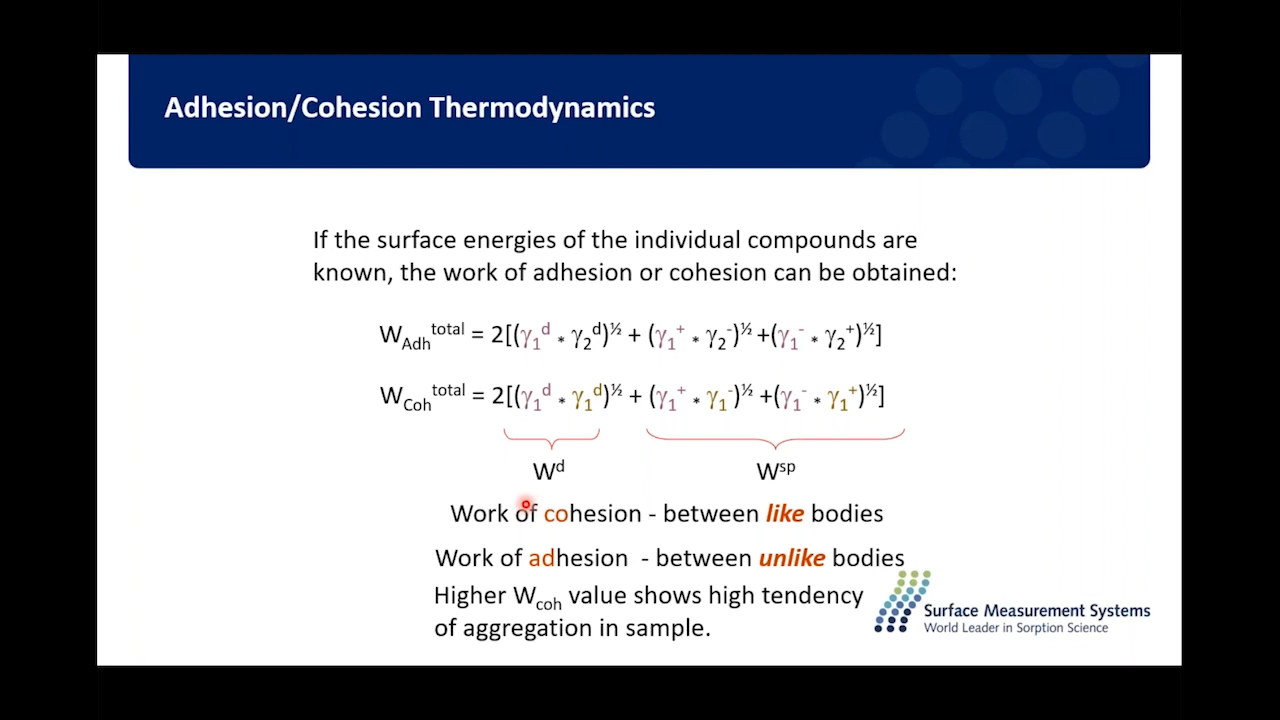 Adhesion/Cohesion Thermodynamics
If the surface energies of the individual compounds are
known, the work of adhesion or cohesion can be obtained:
W_Adh^total = 2[(γ₁^d * γ₂^d)^½ + (γ₁^+ * γ₂^-)^½ +(γ₁^- * γ₂^+)^½]
W_Coh^total = 2[(γ₁^d * γ₁^d)^½ + (γ₁^+ * γ₁^-)^½ +(γ₁^- * γ₁^+)^½]
W^d W^sp
Work of cohesion - between like bodies
Work of adhesion - between unlike bodies
Higher W_coh value shows high tendency
of aggregation in sample.
Surface Measurement Systems
World Leader in Sorption Science